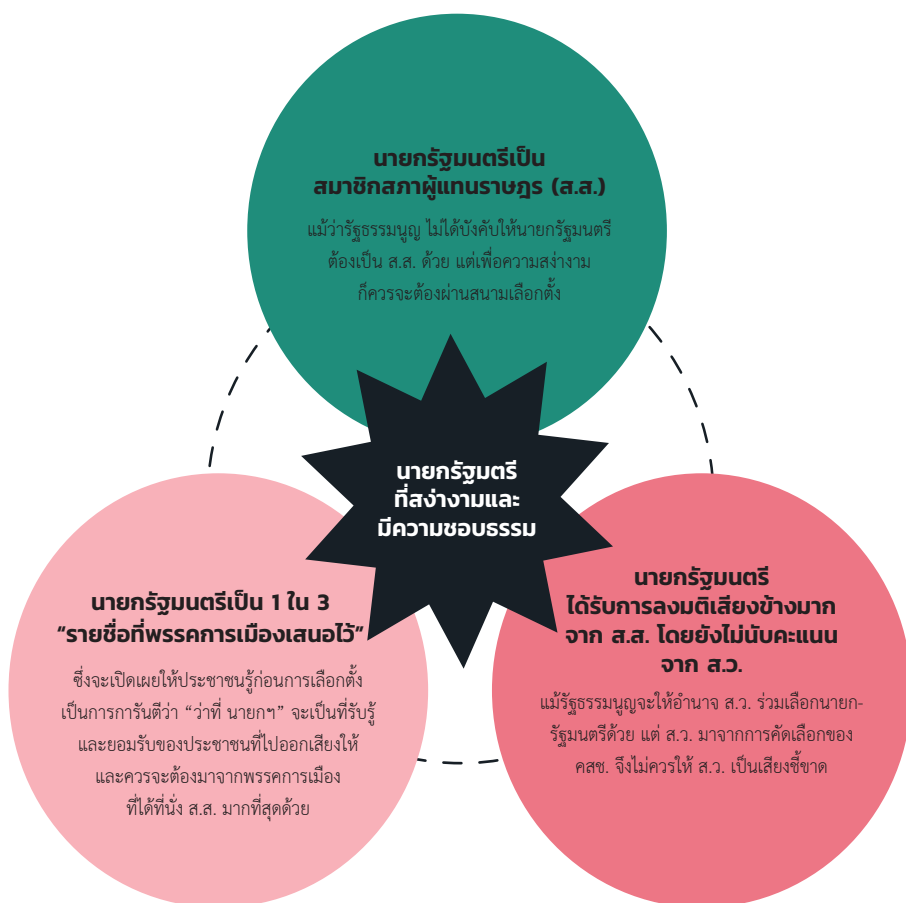 นายกรัฐมนตรีเป็น
สมาชิกสภาผู้แทนราษฎร (ส.ส.)
แม้ว่ารัฐธรรมนูญ ไม่ได้บังคับให้นายกรัฐมนตรี
ต้องเป็น ส.ส. ด้วย แต่เพื่อความสง่างาม
ก็ควรจะต้องผ่านสนามเลือกตั้ง
นายกรัฐมตรี
ที่สง่างามและ
มีความชอบธรรม
นายกรัฐมนตรีเป็น 1 ใน 3
“รายชื่อที่พรรคการเมืองเสนอไว้”
ซึ่งจะเปิดเผยให้ประชาชนรู้ก่อนการเลือกตั้ง
เป็นการการันตีว่า “ว่าที่ นายกฯ” จะเป็นที่รับรู้
และยอมรับของประชาชนที่ไปออกเสียงให้
และควรจะต้องมาจากพรรคการเมือง
ที่ได้ที่นั่ง ส.ส. มากที่สุดด้วย
นายกรัฐมนตรี
ได้รับการลงมติเสียงข้างมาก
จาก ส.ส. โดยยังไม่นับคะแนน
จาก ส.ว.
แม้รัฐธรรมนูญจะให้อำนาจ ส.ว. ร่วมเลือกนายก-
รัฐมนตรีด้วย แต่ ส.ว. มาจากการคัดเลือกของ
คสช. จึงไม่ควรให้ ส.ว. เป็นเสียงชี้ขาด